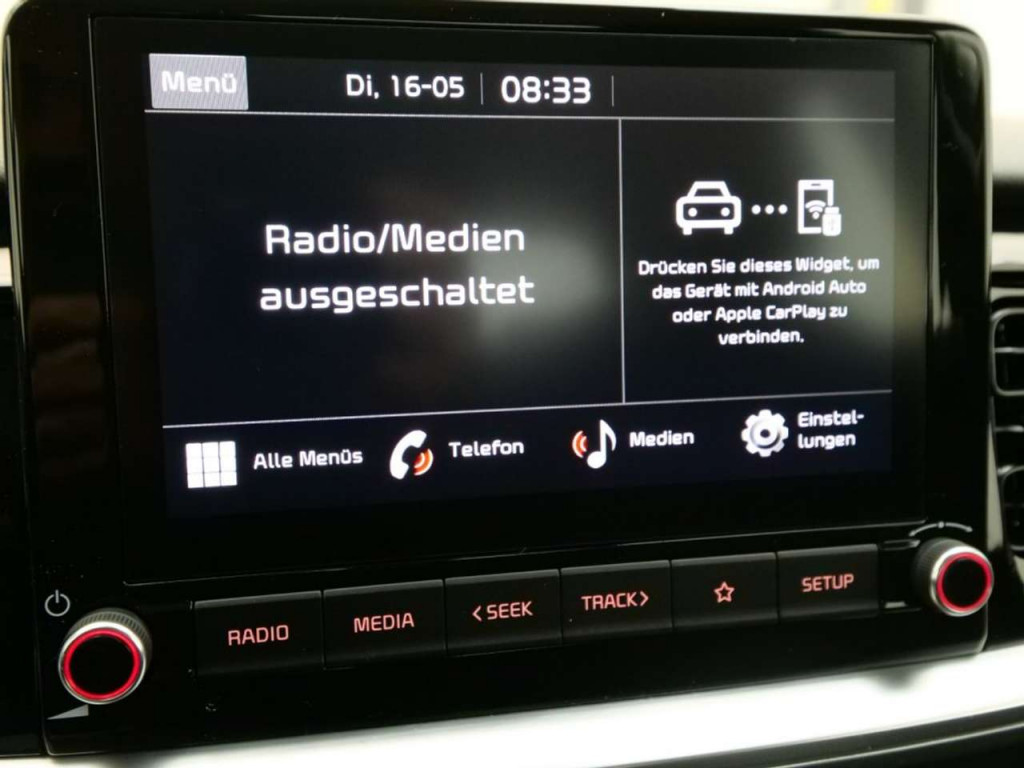 Menü
Di, 16-05
08:33
Radio/Medien
ausgeschaltet
Drücken Sie dieses Widget, um
das Gerät mit Android Auto
oder Apple CarPlay zu
verbinden.
Alle Menüs
Telefon
Medien
Einstel-
lungen
RADIO
MEDIA
< SEEK
TRACK >
SETUP